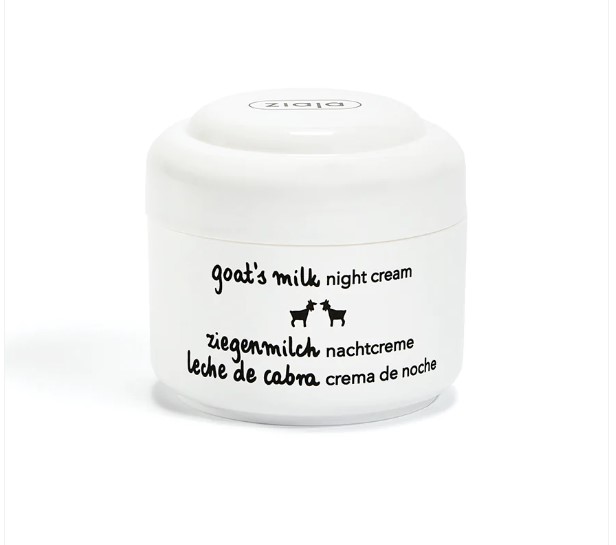 ziaja
goat's milk night cream
ziegenmilch nachtcreme
leche de cabra crema de noche